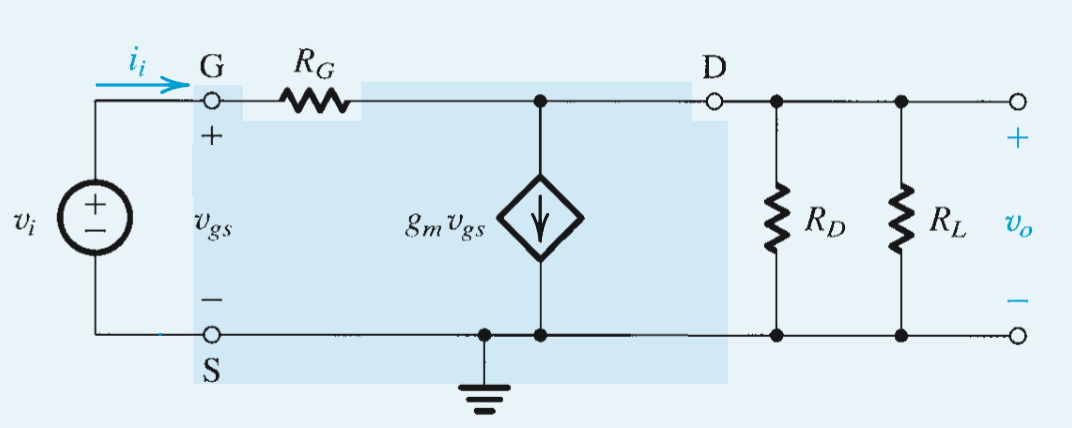 i_i
G
R_G
D
+
+
v_i
+
−
v_gs
g_m v_gs
R_D
R_L
v_o
−
−
S